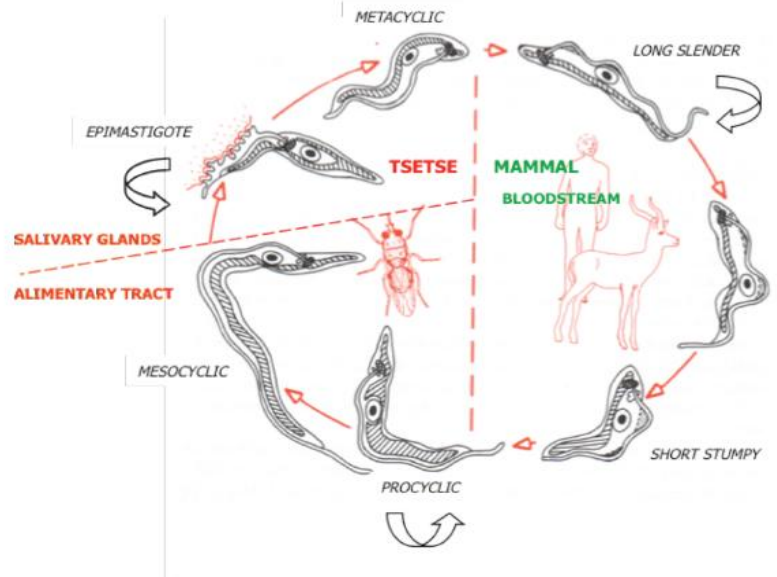 METACYCLIC
LONG SLENDER
EPIMASTIGOTE
TSETSE
MAMMAL
BLOODSTREAM
SALIVARY GLANDS
ALIMENTARY TRACT
MESOCYCLIC
SHORT STUMPY
PROCYCLIC